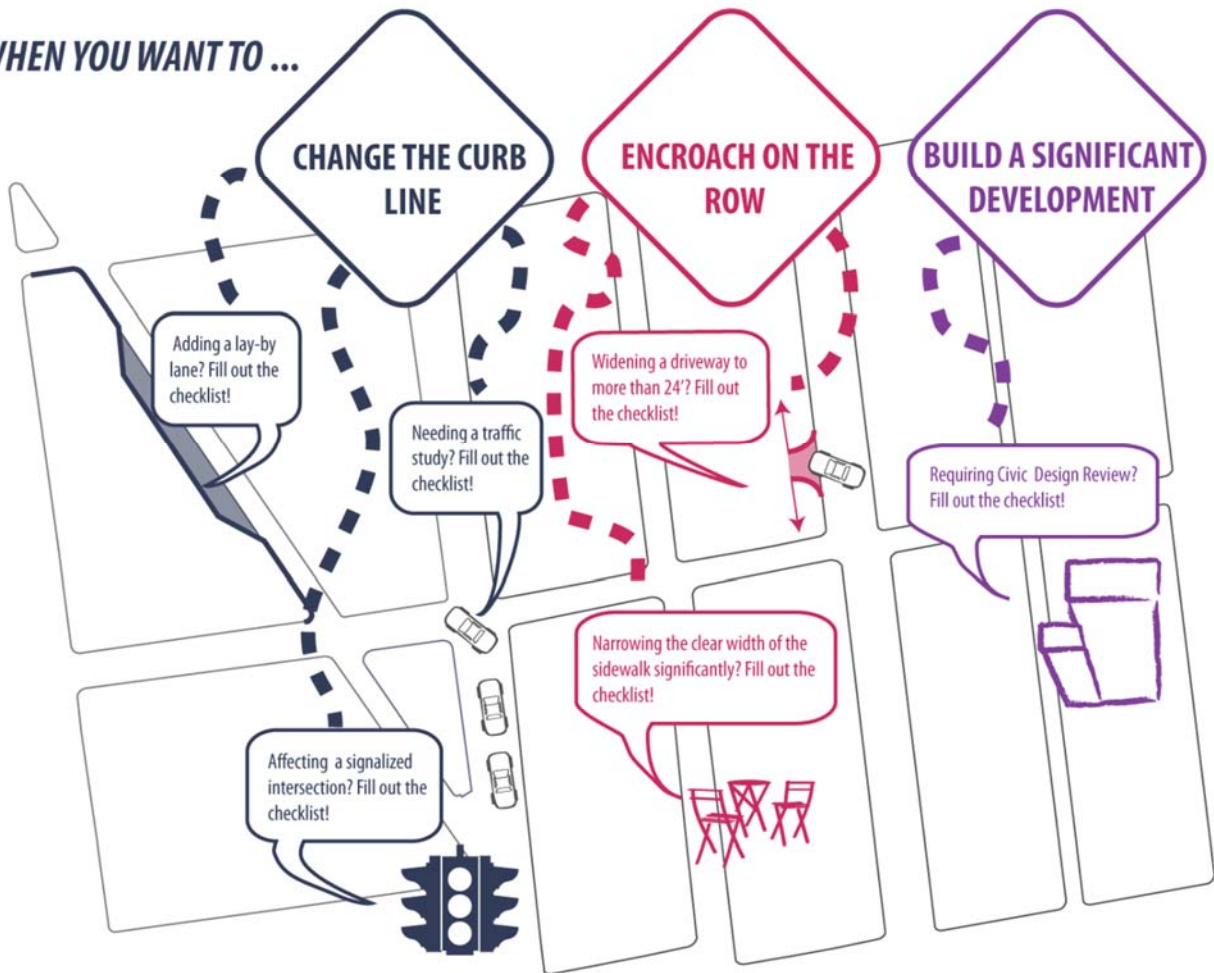 WHEN YOU WANT TO ...
CHANGE THE CURB
LINE
ENCROACH ON THE
ROW
BUILD A SIGNIFICANT
DEVELOPMENT
Adding a lay-by
lane? Fill out the
checklist!
Needing a traffic
study? Fill out the
checklist!
Widening a driveway to
more than 24'? Fill out
the checklist!
Requiring Civic Design Review?
Fill out the checklist!
Narrowing the clear width of the
sidewalk significantly? Fill out the
checklist!
Affecting a signalized
intersection? Fill out the
checklist!